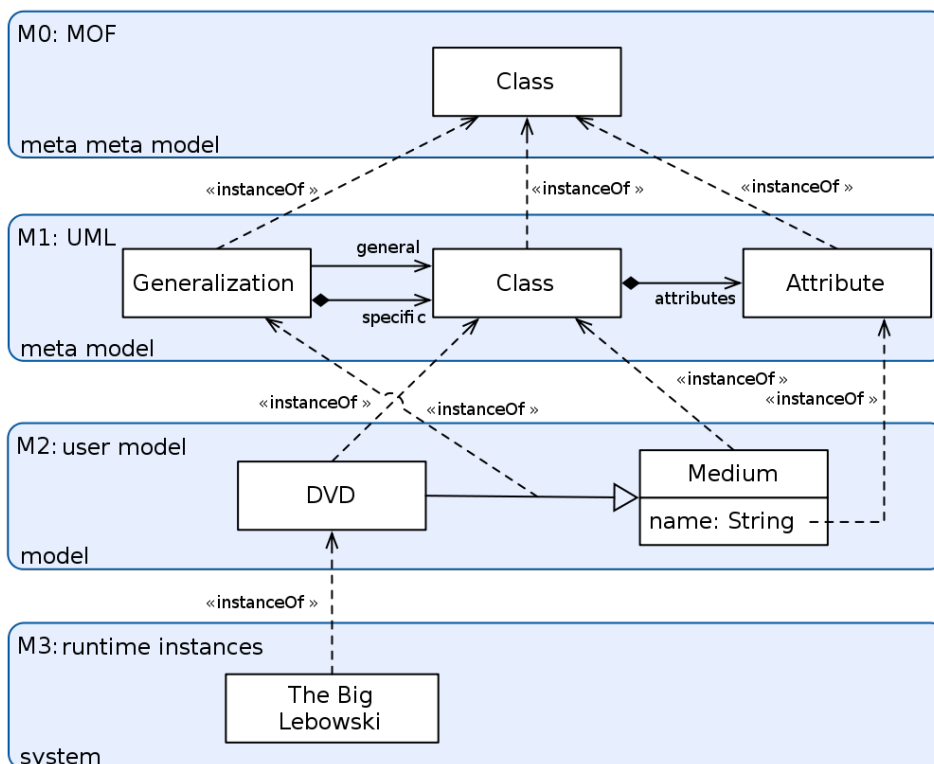 M0: MOF
Class
meta meta model
«instanceOf »
«instanceOf »
«instanceOf »
M1: UML
Generalization
general
specific
Class
attributes
Attribute
meta model
«instanceOf »
«instanceOf »
«instanceOf »
«instanceOf »
M2: user model
DVD
Medium
name: String
model
«instanceOf »
M3: runtime instances
The Big
Lebowski
system